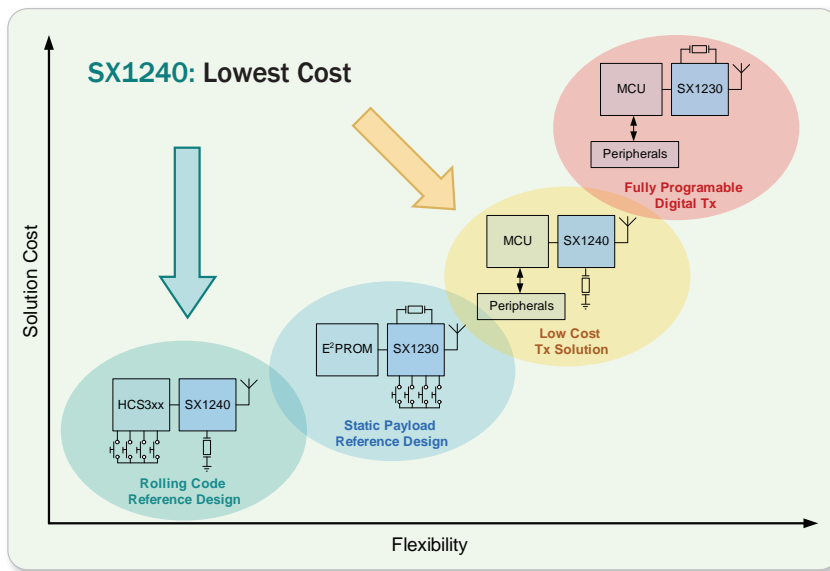 SX1240: Lowest Cost
MCU
SX1230
Peripherals
Fully Programable
Digital Tx
MCU
SX1240
Peripherals
Low Cost
Tx Solution
E²PROM
SX1230
Static Payload
Reference Design
HCS3xx
SX1240
Rolling Code
Reference Design
Solution Cost
Flexibility